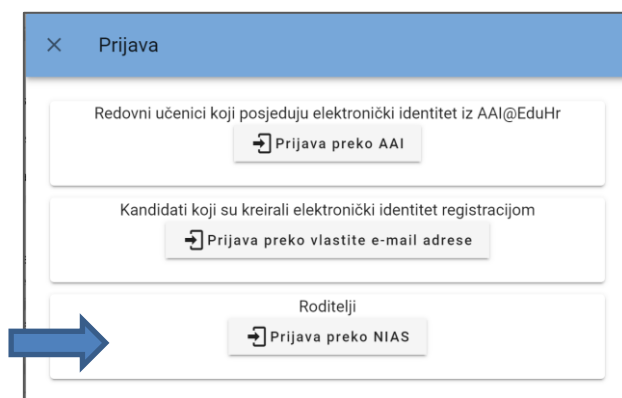 Prijava
Redovni učenici koji posjeduju elektronički identitet iz AAI@EduHr
Prijava preko AAI
Kandidati koji su kreirali elektronički identitet registracijom
Prijava preko vlastite e-mail adrese
Roditelji
Prijava preko NIAS